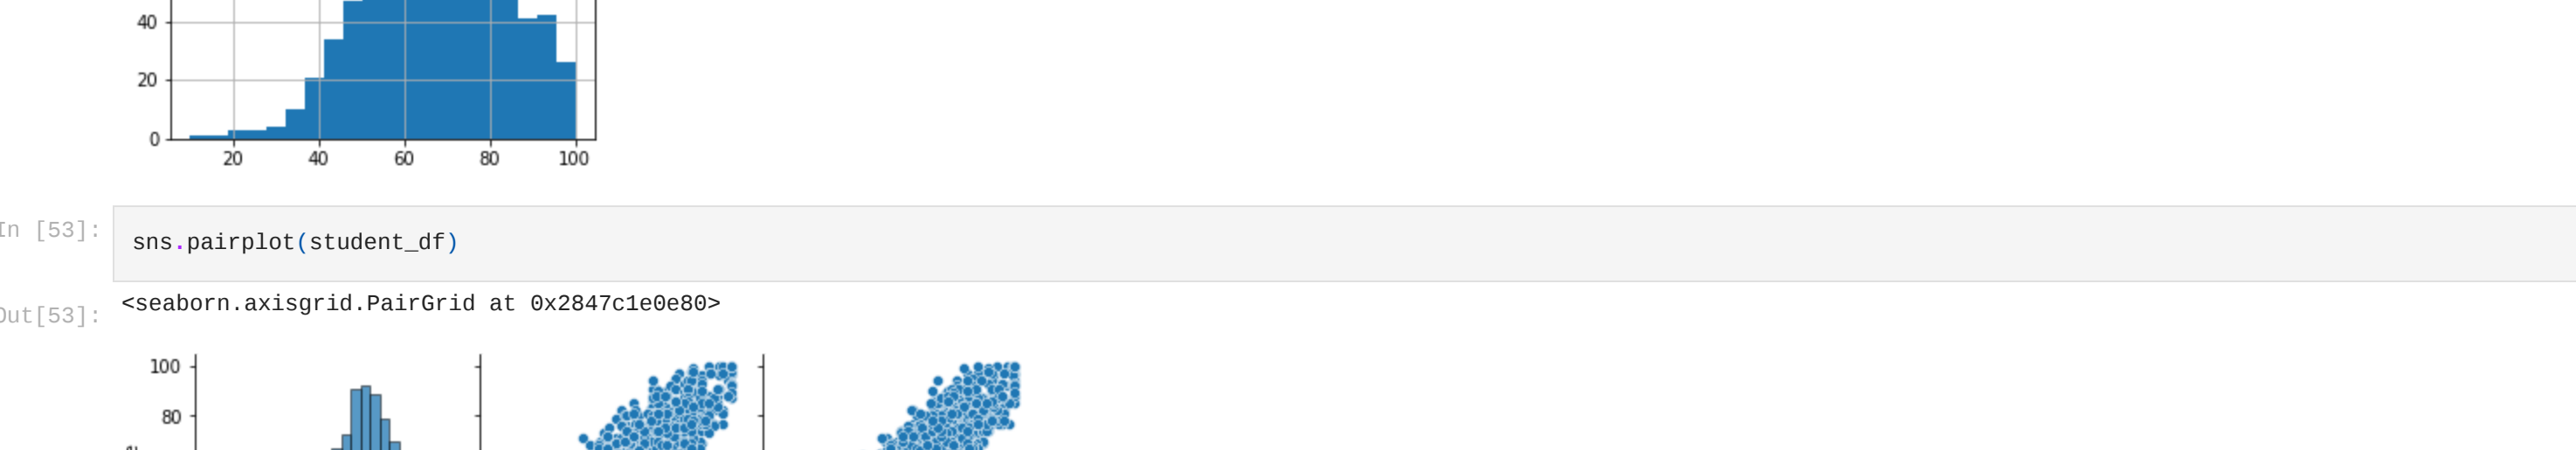 40
20
0
20 40 60 80 100
In [53]:
sns.pairplot(student_df)
<seaborn.axisgrid.PairGrid at 0x2847c1e0e80>
Out[53]:
100
80